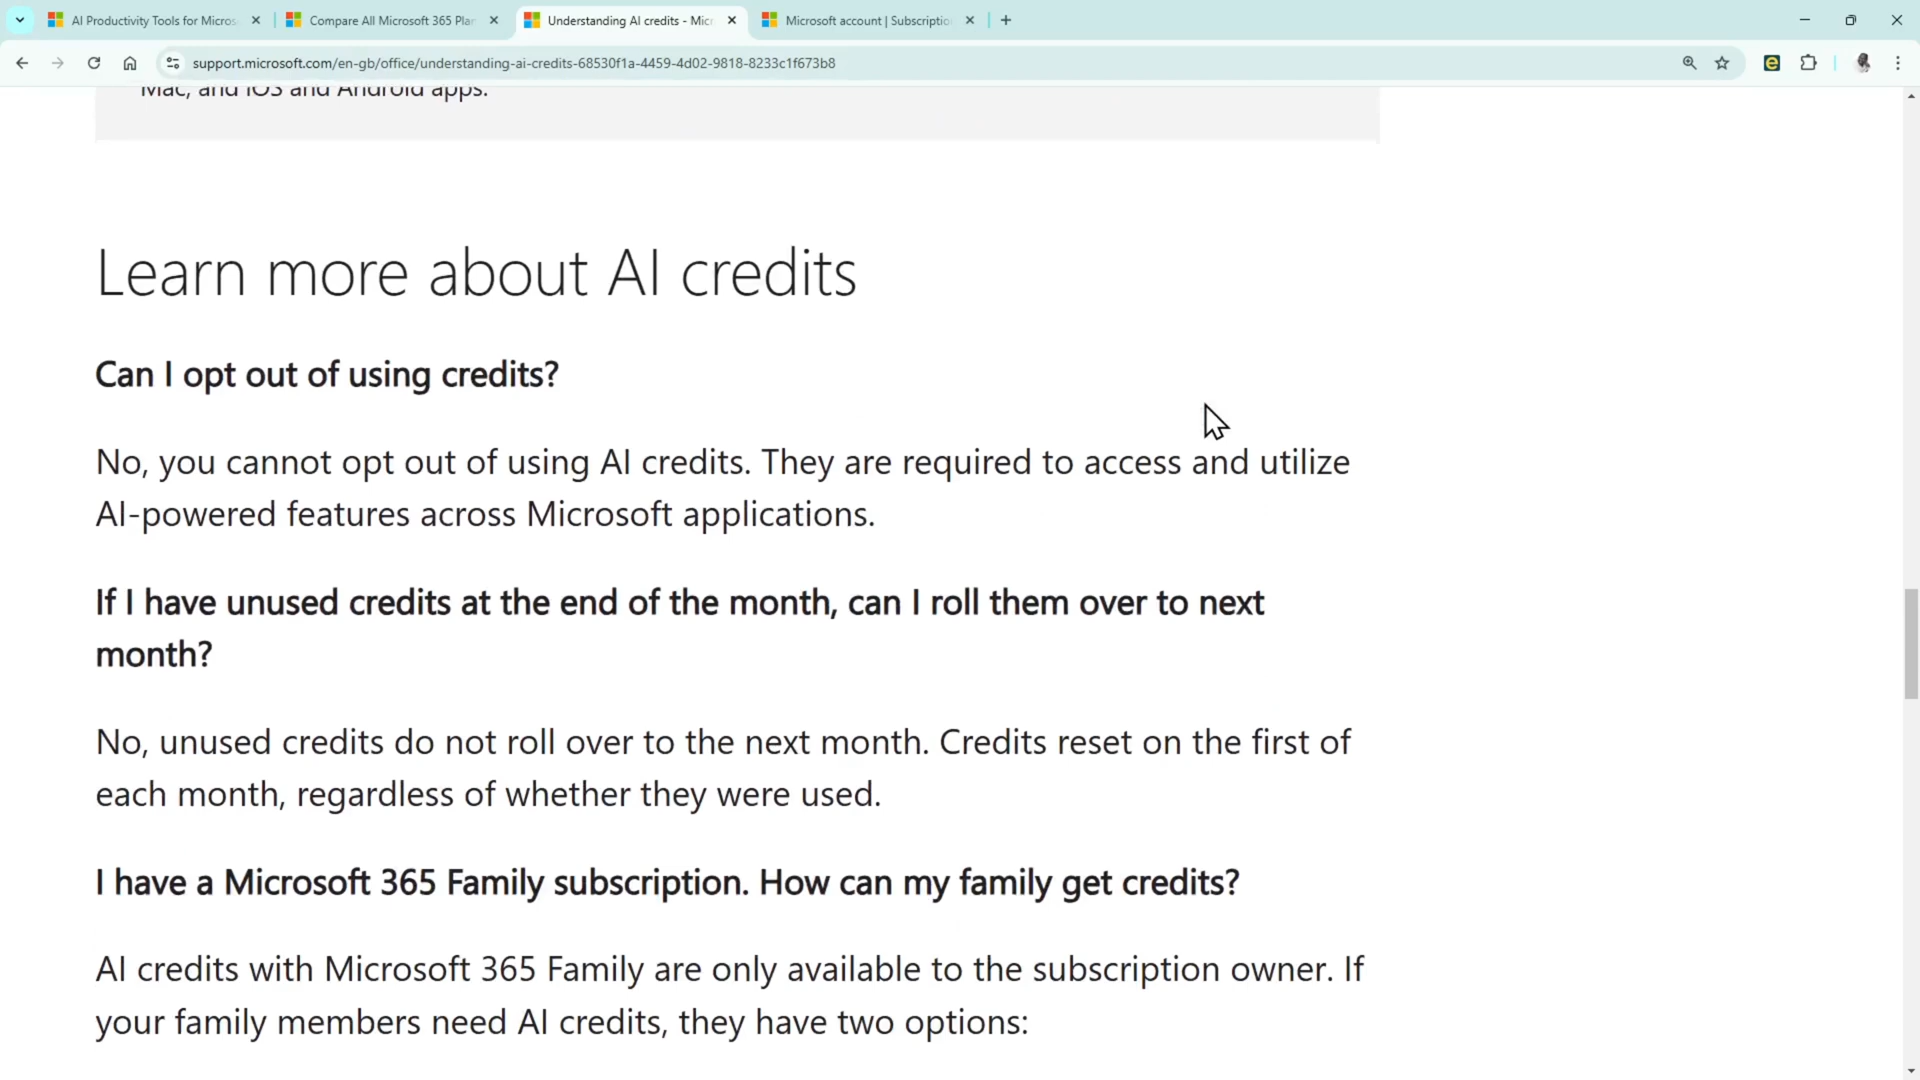 AI Productivity Tools for Micros
Compare All Microsoft 365 Plan
Understanding AI credits - Micr
Microsoft account | Subscriptio
support.microsoft.com/en-gb/office/understanding-ai-credits-68530f1a-4459-4d02-9818-8233c1f673b8
Mac, and iOS and Android apps.
Learn more about AI credits
Can I opt out of using credits?
No, you cannot opt out of using AI credits. They are required to access and utilize
AI-powered features across Microsoft applications.
If I have unused credits at the end of the month, can I roll them over to next
month?
No, unused credits do not roll over to the next month. Credits reset on the first of
each month, regardless of whether they were used.
I have a Microsoft 365 Family subscription. How can my family get credits?
AI credits with Microsoft 365 Family are only available to the subscription owner. If
your family members need AI credits, they have two options: